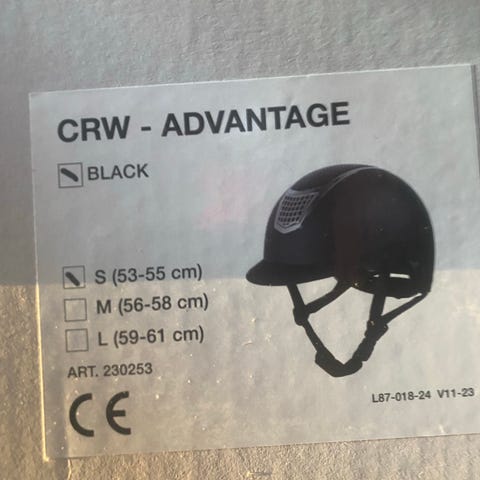 CRW - ADVANTAGE
BLACK
S (53-55 cm)
M (56-58 cm)
L (59-61 cm)
ART. 230253
L87-018-24 V11-23
CE